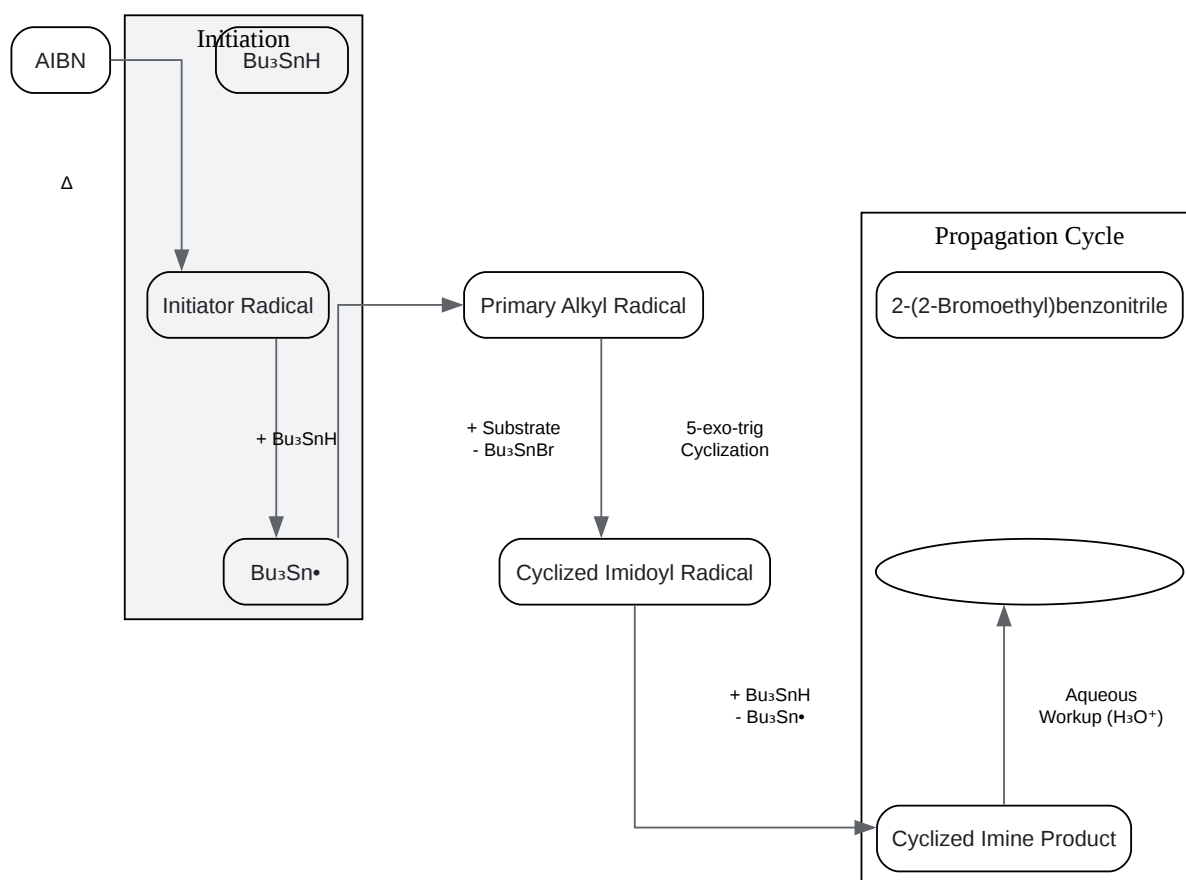 Initiation
AIBN
Bu₃SnH
Δ
Propagation Cycle
Initiator Radical
Primary Alkyl Radical
2-(2-Bromoethyl)benzonitrile
+ Bu₃SnH
+ Substrate
- Bu₃SnBr
5-exo-trig
Cyclization
Bu₃Sn•
Cyclized Imidoyl Radical
+ Bu₃SnH
- Bu₃Sn•
Aqueous
Workup (H₃O⁺)
Cyclized Imine Product